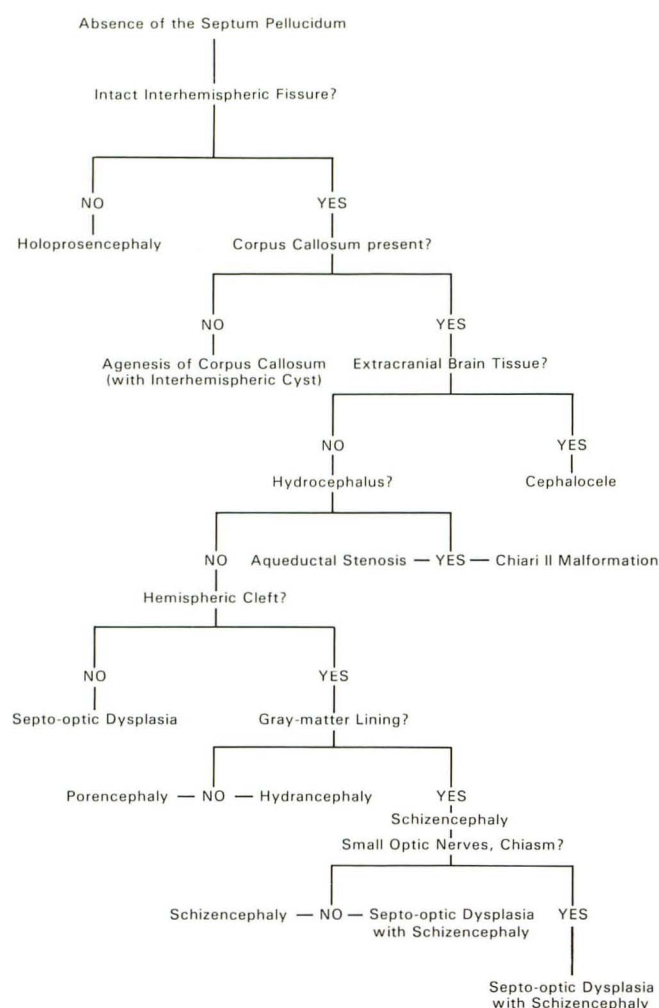 Absence of the Septum Pellucidum
Intact Interhemispheric Fissure?
NO YES
Holoprosencephaly Corpus Callosum present?
NO YES
Agenesis of Corpus Callosum Extracranial Brain Tissue?
(with Interhemispheric Cyst)
NO YES
Hydrocephalus? Cephalocele
NO Aqueductal Stenosis — YES — Chiari II Malformation
Hemispheric Cleft?
NO YES
Septo-optic Dysplasia Gray-matter Lining?
Porencephaly — NO — Hydrancephaly YES
Schizencephaly
Small Optic Nerves, Chiasm?
Schizencephaly — NO — Septo-optic Dysplasia YES
with Schizencephaly
Septo-optic Dysplasia
with Schizencephaly